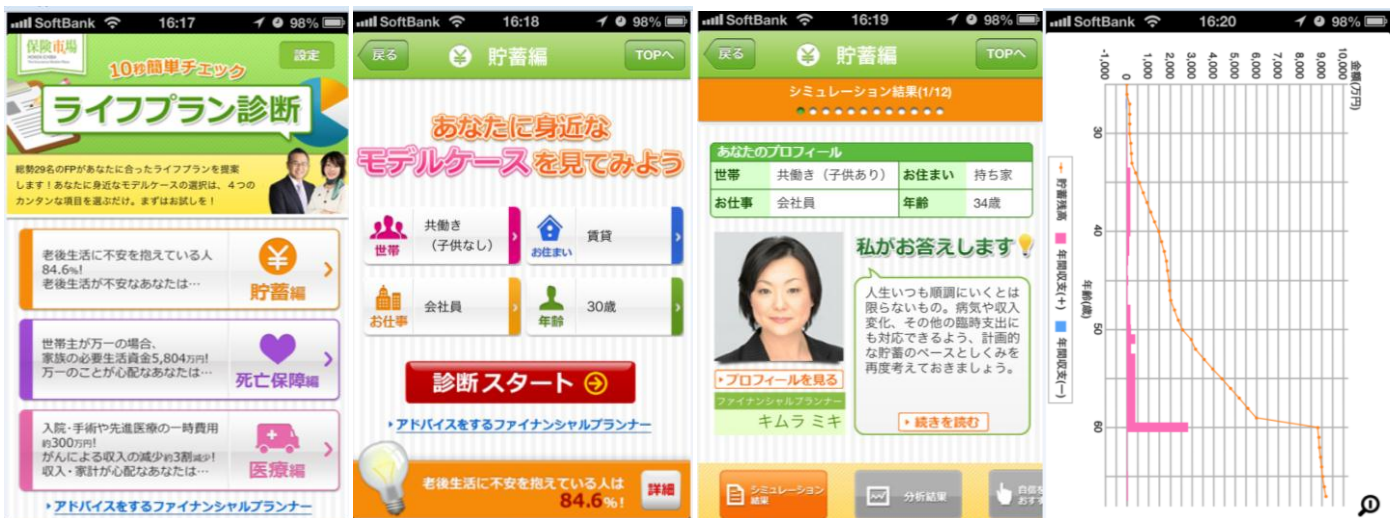 SoftBank 16:17 98%
保険市場
設定
10秒簡単チェック
ライフプラン診断
総勢29名のFPがあなたに合ったライフプランを提案
します!あなたに身近なモデルケースの選択は、4つの
カンタンな項目を選ぶだけ。まずはお試しを!
老後生活に不安を抱えている人
84.6%!
老後生活が不安なあなたは…
貯蓄編
世帯主が万一の場合、
家族の必要生活資金5,804万円!
万一のことが心配なあなたは…
死亡保障編
入院・手術や先進医療の一時費用
約300万円!
がんによる収入の減少約3割減少!
収入・家計が心配なあなたは…
医療編
アドバイスをするファイナンシャルプランナー
SoftBank 16:18 98%
戻る
貯蓄編
TOPへ
あなたに身近な
モデルケースを見てみよう
世帯
共働き
(子供なし)
お住まい
賃貸
お仕事
会社員
年齢
30歳
診断スタート
アドバイスをするファイナンシャルプランナー
老後生活に不安を抱えている人は
84.6%!
詳細
SoftBank 16:19 98%
戻る
貯蓄編
TOPへ
シミュレーション結果(1/12)
あなたのプロフィール
世帯 共働き(子供あり) お住まい 持ち家
お仕事 会社員 年齢 34歳
私がお答えします
人生いつも順調にいくとは
限らないもの。病気や収入
変化、その他の臨時支出に
も対応できるよう、計画的
な貯蓄のペースとしくみを
再度考えておきましょう。
続きを読む
プロフィールを見る
ファイナンシャルプランナー
キムラ ミキ
シミュレーション
結果
分析結果
SoftBank 16:20 98%
金額(万円)
10,000
9,000
8,000
7,000
6,000
5,000
4,000
3,000
2,000
1,000
0
-1,000
30
40
50
60
年齢(歳)
貯蓄残高 年間収支(+) 年間収支(-)